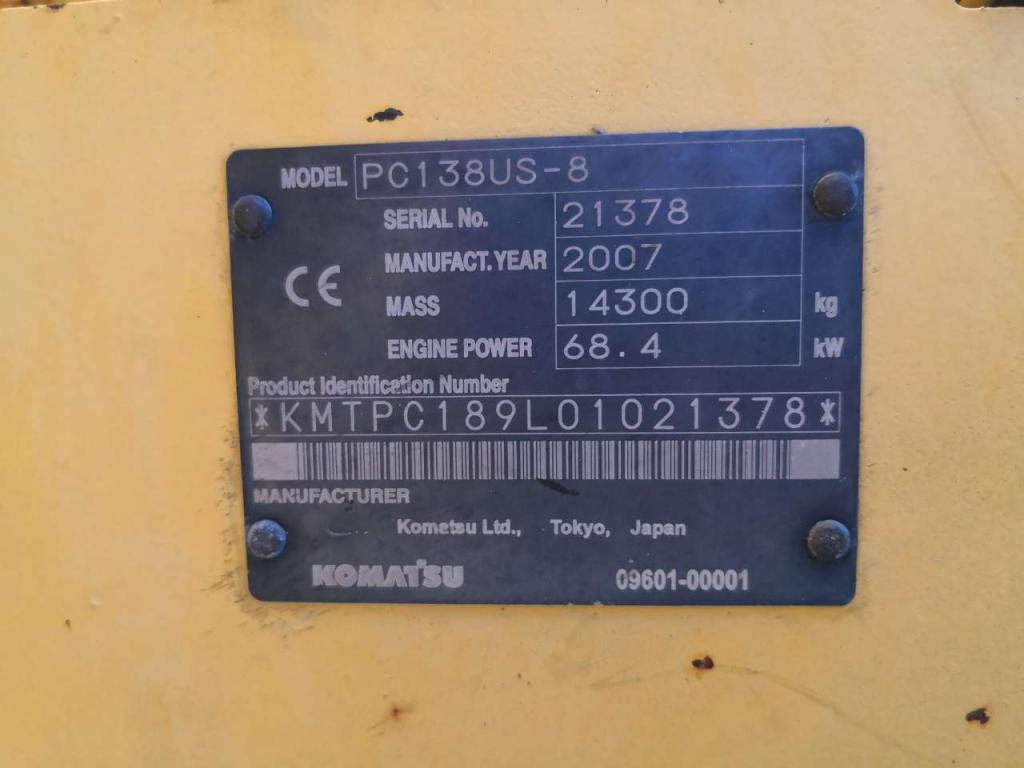 MODEL PC138US-8
SERIAL No. 21378
MANUFACT. YEAR 2007
CE MASS 14300 kg
ENGINE POWER 68.4 kW
Product Identification Number
*KMTPC189L01021378*
MANUFACTURER
Komatsu Ltd., Tokyo, Japan
KOMATSU 09601-00001